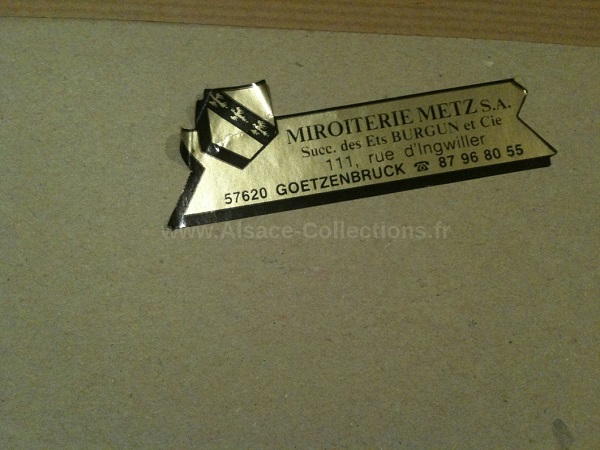 MIROITERIE METZ S.A.
Succ. des Ets BURGUN et Cie
111, rue d'Ingwiller
57620 GOETZENBRUCK ☎ 87 96 80 55
www.Alsace-Collections.fr